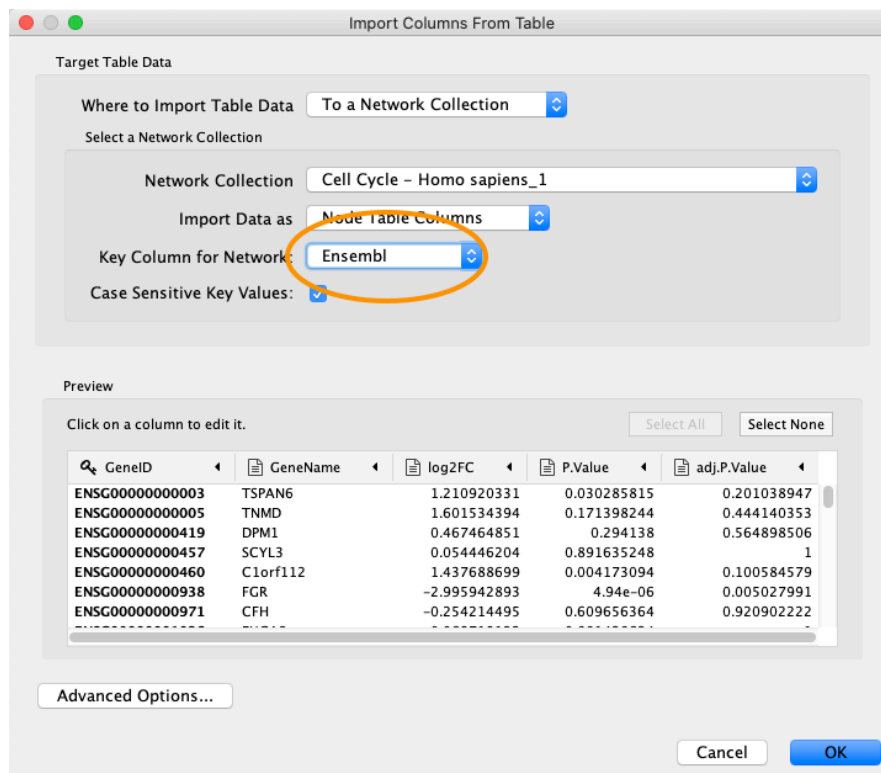 Import Columns From Table
Target Table Data
Where to Import Table Data To a Network Collection
Select a Network Collection
Network Collection Cell Cycle – Homo sapiens_1
Import Data as Node Table Columns
Key Column for Network: Ensembl
Case Sensitive Key Values:
Preview
Click on a column to edit it. Select All Select None
GeneID GeneName log2FC P.Value adj.P.Value
ENSG00000000003 TSPAN6 1.210920331 0.030285815 0.201038947
ENSG00000000005 TNMD 1.601534394 0.171398244 0.444140353
ENSG00000000419 DPM1 0.467464851 0.294138 0.564898506
ENSG00000000457 SCYL3 0.054446204 0.891635248 1
ENSG00000000460 C1orf112 1.437688699 0.004173094 0.100584579
ENSG00000000938 FGR −2.995942893 4.94e-06 0.005027991
ENSG00000000971 CFH −0.254214495 0.609656364 0.920902222
Advanced Options...
Cancel OK